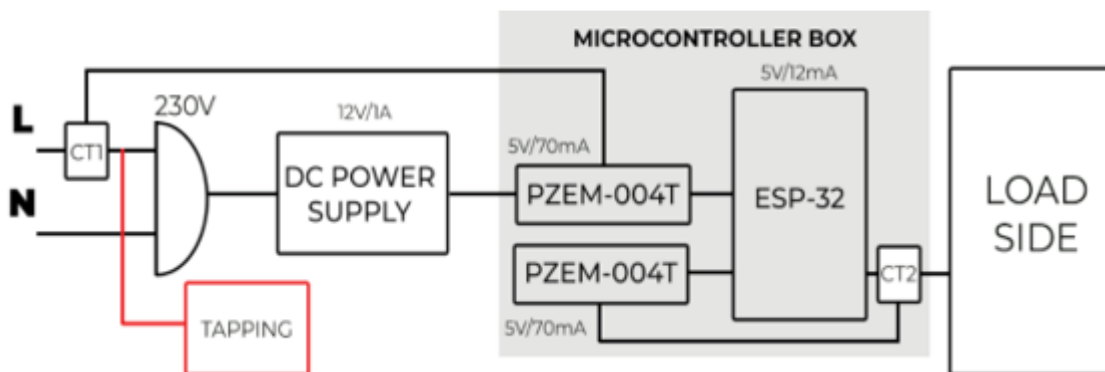 MICROCONTROLLER BOX
5V/12mA
230V
L
CT1
12V/1A
DC POWER
SUPPLY
5V/70mA
PZEM-004T
ESP-32
LOAD
SIDE
N
PZEM-004T
CT2
5V/70mA
TAPPING